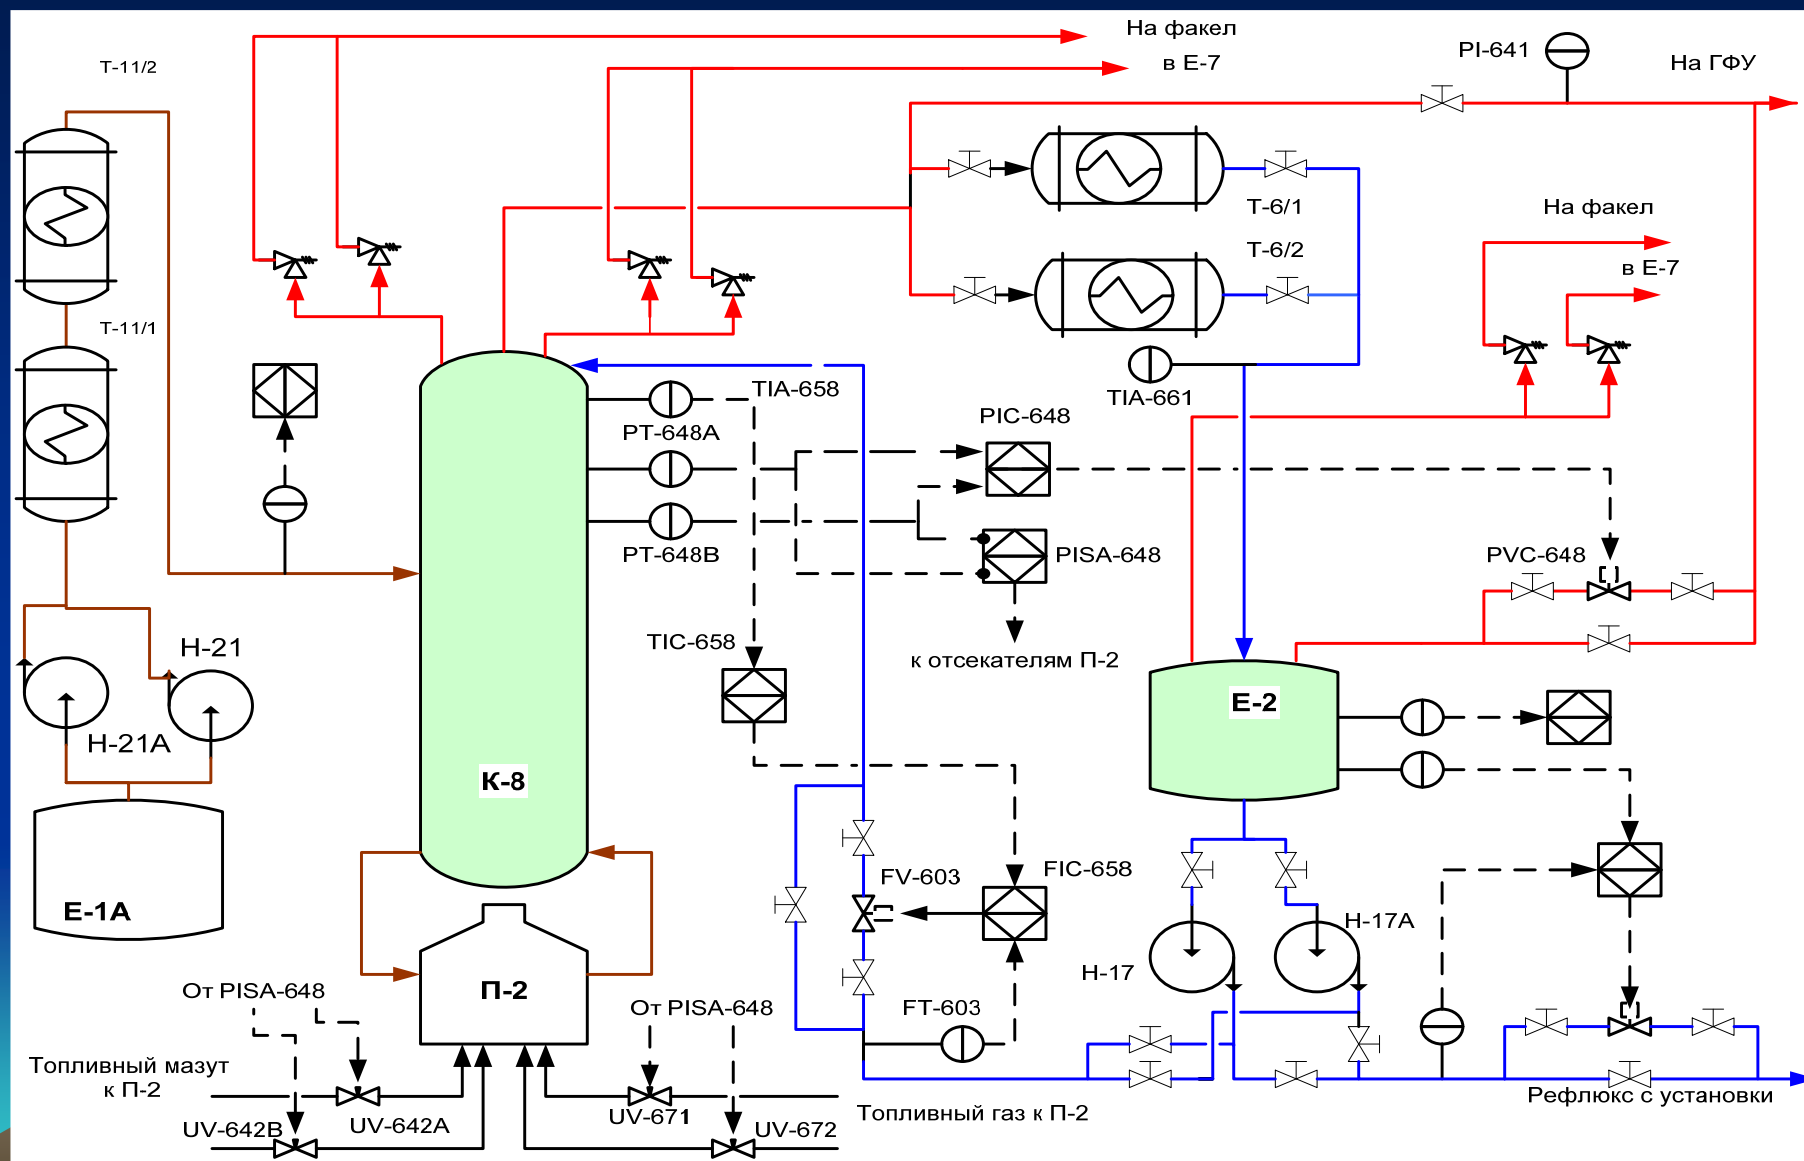 На факел
в Е-7
PI-641
На ГФУ
Т-11/2
Т-6/1
Т-6/2
На факел
в Е-7
Т-11/1
TIA-658
TIA-661
PT-648A
PIC-648
PT-648B
PISA-648
PVC-648
Н-21
TIC-658
к отсекателям П-2
Е-2
Н-21А
К-8
Е-1А
FV-603
FIC-658
Н-17А
Н-17
П-2
От PISA-648
От PISA-648
FT-603
Топливный мазут
к П-2
UV-642B
UV-642A
UV-671
UV-672
Топливный газ к П-2
Рефлюкс с установки